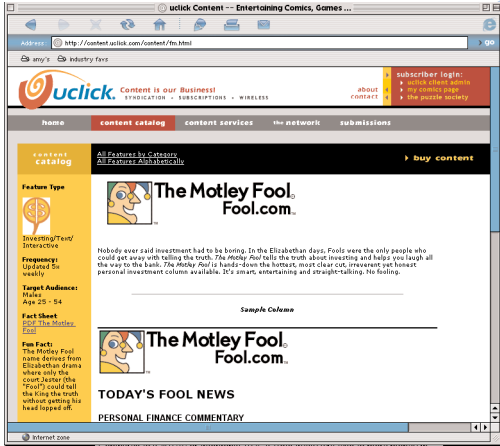 uclick Content -- Entertaining Comics, Games ...
Address: http://content.uclick.com/content/fm.html
go
amy's industry favs
uclick.
Content is our Business!
SYNDICATION • SUBSCRIPTIONS • WIRELESS
about
contact
subscriber login:
uclick client admin
my comics page
the puzzle society
home content catalog content services the network submissions
content
catalog
All Features by Category
All Features Alphabetically
buy content
Feature Type
Investing/Text/
Interactive
Frequency:
Updated 5x
weekly
Target Audience:
Males
Age 25 - 54
Fact Sheet
PDF The Motley
Fool
Fun Fact:
The Motley Fool
name derives from
Elizabethan drama
where only the
court Jester (the
"Fool") could tell
the King the truth
without getting his
head lopped off.
The Motley Fool®
Fool.com™
Nobody ever said investment had to be boring. In the Elizabethan days, Fools were the only people who
could get away with telling the truth. The Motley Fool tells the truth about investing and helps you laugh all
the way to the bank. The Motley Fool is hands-down the hottest, most clear cut, irreverent yet honest
personal investment column available. It's smart, entertaining and straight-talking. No fooling.
Sample Column
The Motley Fool®
Fool.com™
TODAY'S FOOL NEWS
PERSONAL FINANCE COMMENTARY
Internet zone